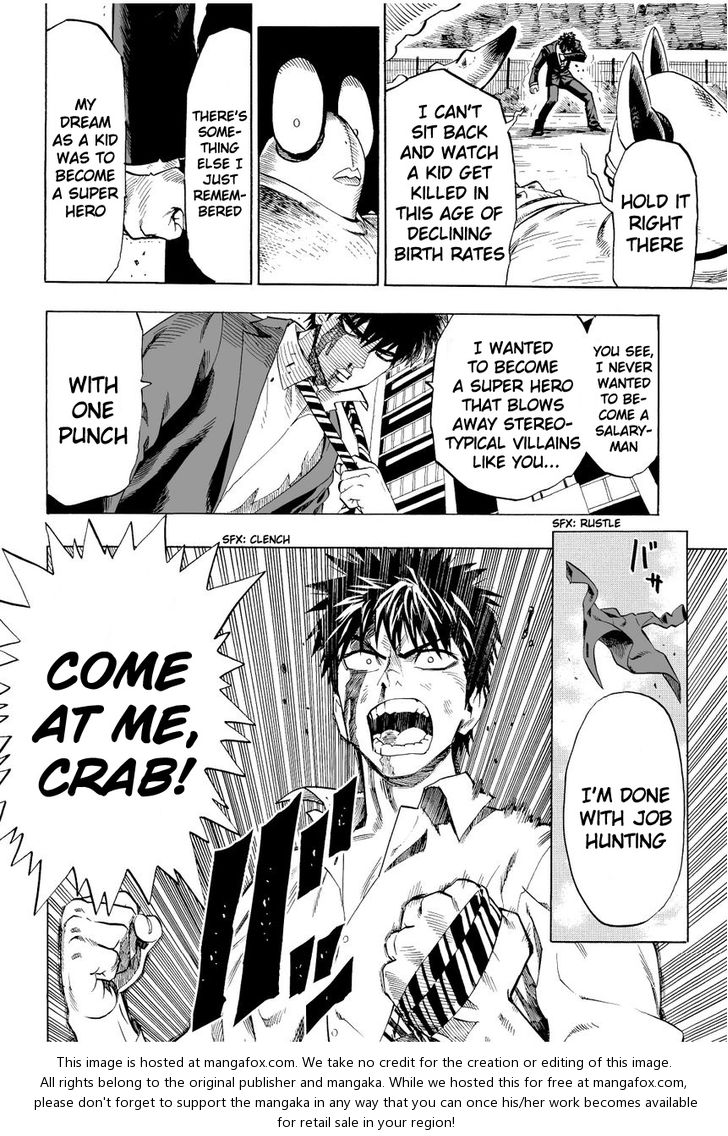 HOLD IT
RIGHT
THERE
I CAN'T
SIT BACK
AND WATCH
A KID GET
KILLED IN
THIS AGE OF
DECLINING
BIRTH RATES
THERE'S
SOME-
THING
ELSE I
JUST
REMEM-
BERED
MY
DREAM
AS A KID
WAS TO
BECOME
A SUPER
HERO
YOU SEE,
I NEVER
WANTED
TO BE-
COME A
SALARY-
MAN
I WANTED
TO BECOME
A SUPER HERO
THAT BLOWS
AWAY STEREO-
TYPICAL VILLAINS
LIKE YOU...
WITH
ONE
PUNCH
SFX: RUSTLE
バサ
I'M DONE
WITH JOB
HUNTING
SFX: CLENCH
COME
AT ME,
CRAB!
This image is hosted at mangafox.com. We take no credit for the creation or editing of this image.
All rights belong to the original publisher and mangaka. While we hosted this for free at mangafox.com,
please don't forget to support the mangaka in any way that you can once his/her work becomes available
for retail sale in your region!